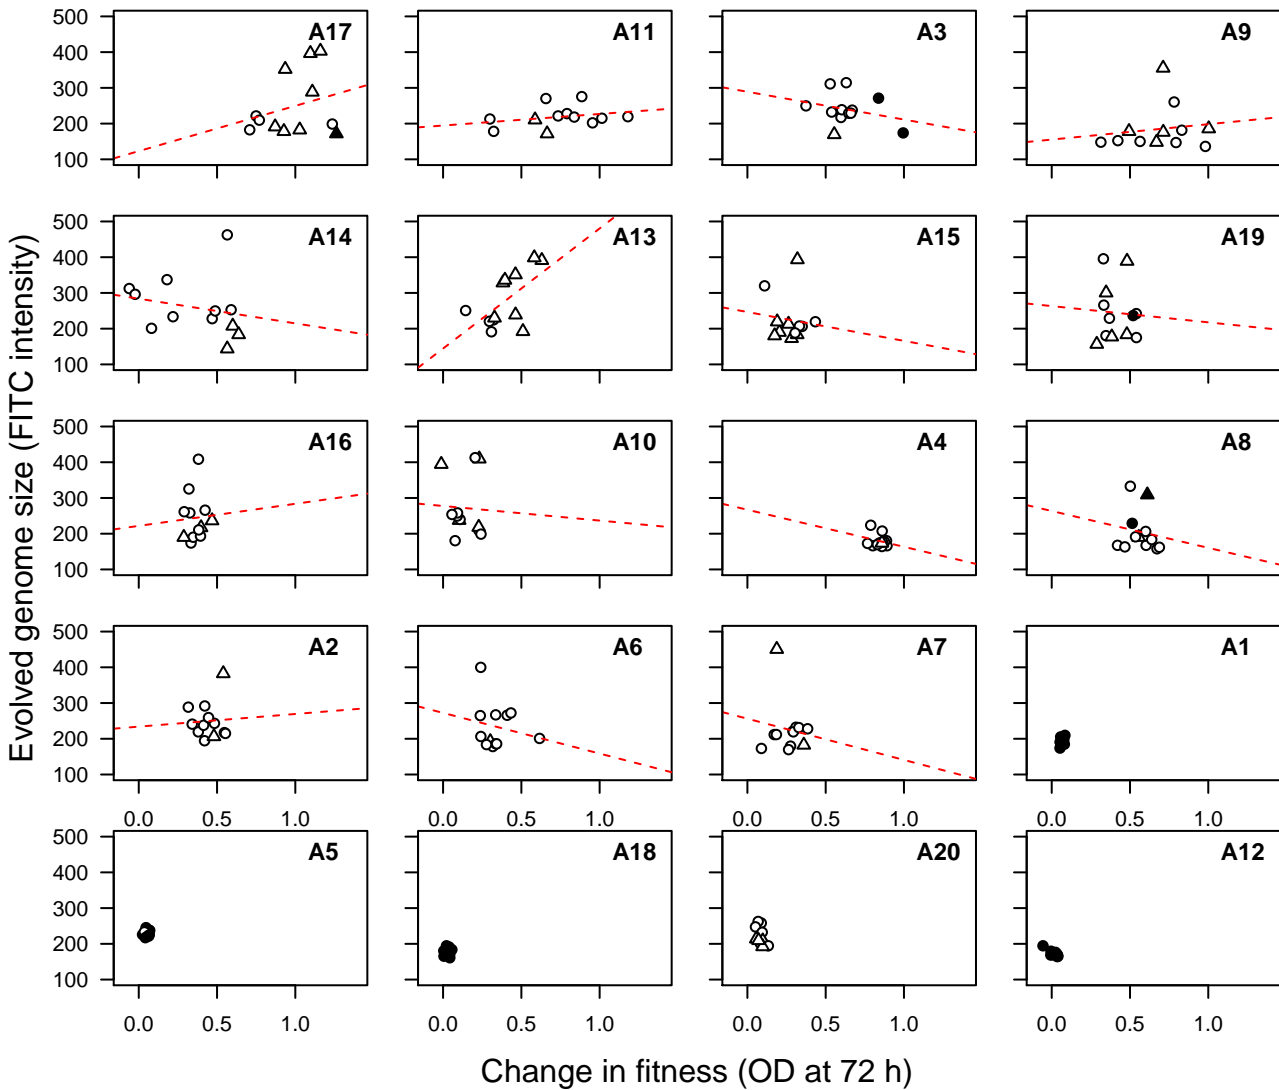 500
400
300
200
100
A17
A11
A3
A9
500
400
300
200
100
A14
A13
A15
A19
500
400
300
200
100
A16
A10
A4
A8
500
400
300
200
100
A2
A6
A7
A1
0.0 0.5 1.0
0.0 0.5 1.0
0.0 0.5 1.0
0.0 0.5 1.0
500
400
300
200
100
A5
A18
A20
A12
0.0 0.5 1.0
0.0 0.5 1.0
0.0 0.5 1.0
0.0 0.5 1.0
Evolved genome size (FITC intensity)
Change in fitness (OD at 72 h)